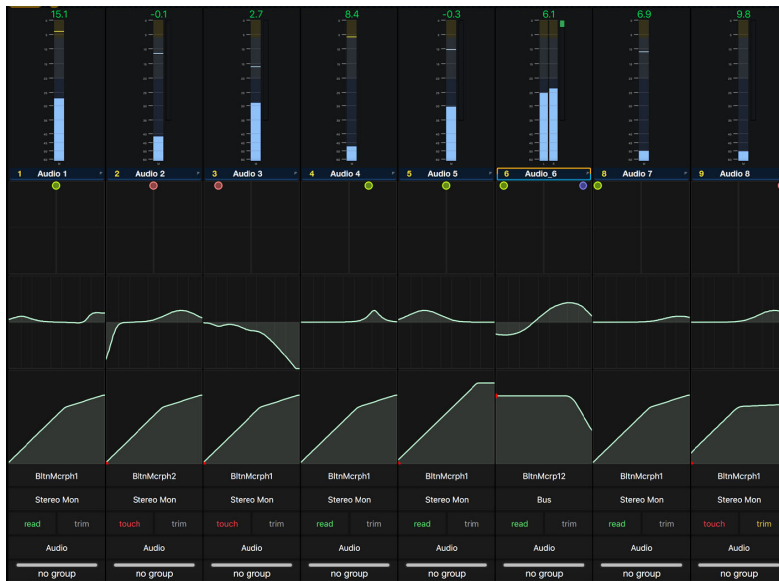 15.1 -0.1 2.7 8.4 -0.3 6.1 6.9 9.8
1 Audio 1 2 Audio 2 3 Audio 3 4 Audio 4 5 Audio 5 6 Audio_6 8 Audio 7 9 Audio 8
BltnMcrph1 BltnMcrph2 BltnMcrph1 BltnMcrph1 BltnMcrph1 BltnMcrp12 BltnMcrph1 BltnMcrph1
Stereo Mon Stereo Mon Stereo Mon Stereo Mon Stereo Mon Bus Stereo Mon Stereo Mon
read trim touch trim touch trim read trim read trim read trim read trim touch trim
Audio Audio Audio Audio Audio Audio Audio Audio
no group no group no group no group no group no group no group no group